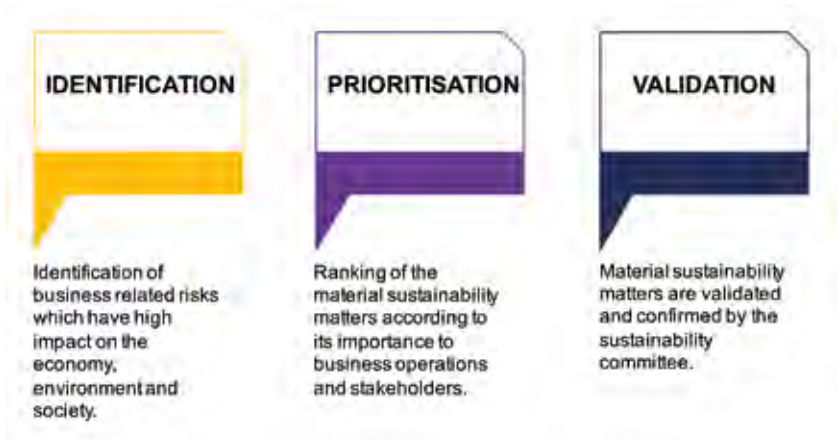 IDENTIFICATION
Identification of
business related risks
which have high
impact on the
economy,
environment and
society.
PRIORITISATION
Ranking of the
material sustainability
matters according to
its importance to
business operations
and stakeholders.
VALIDATION
Material sustainability
matters are validated
and confirmed by the
sustainability
committee.